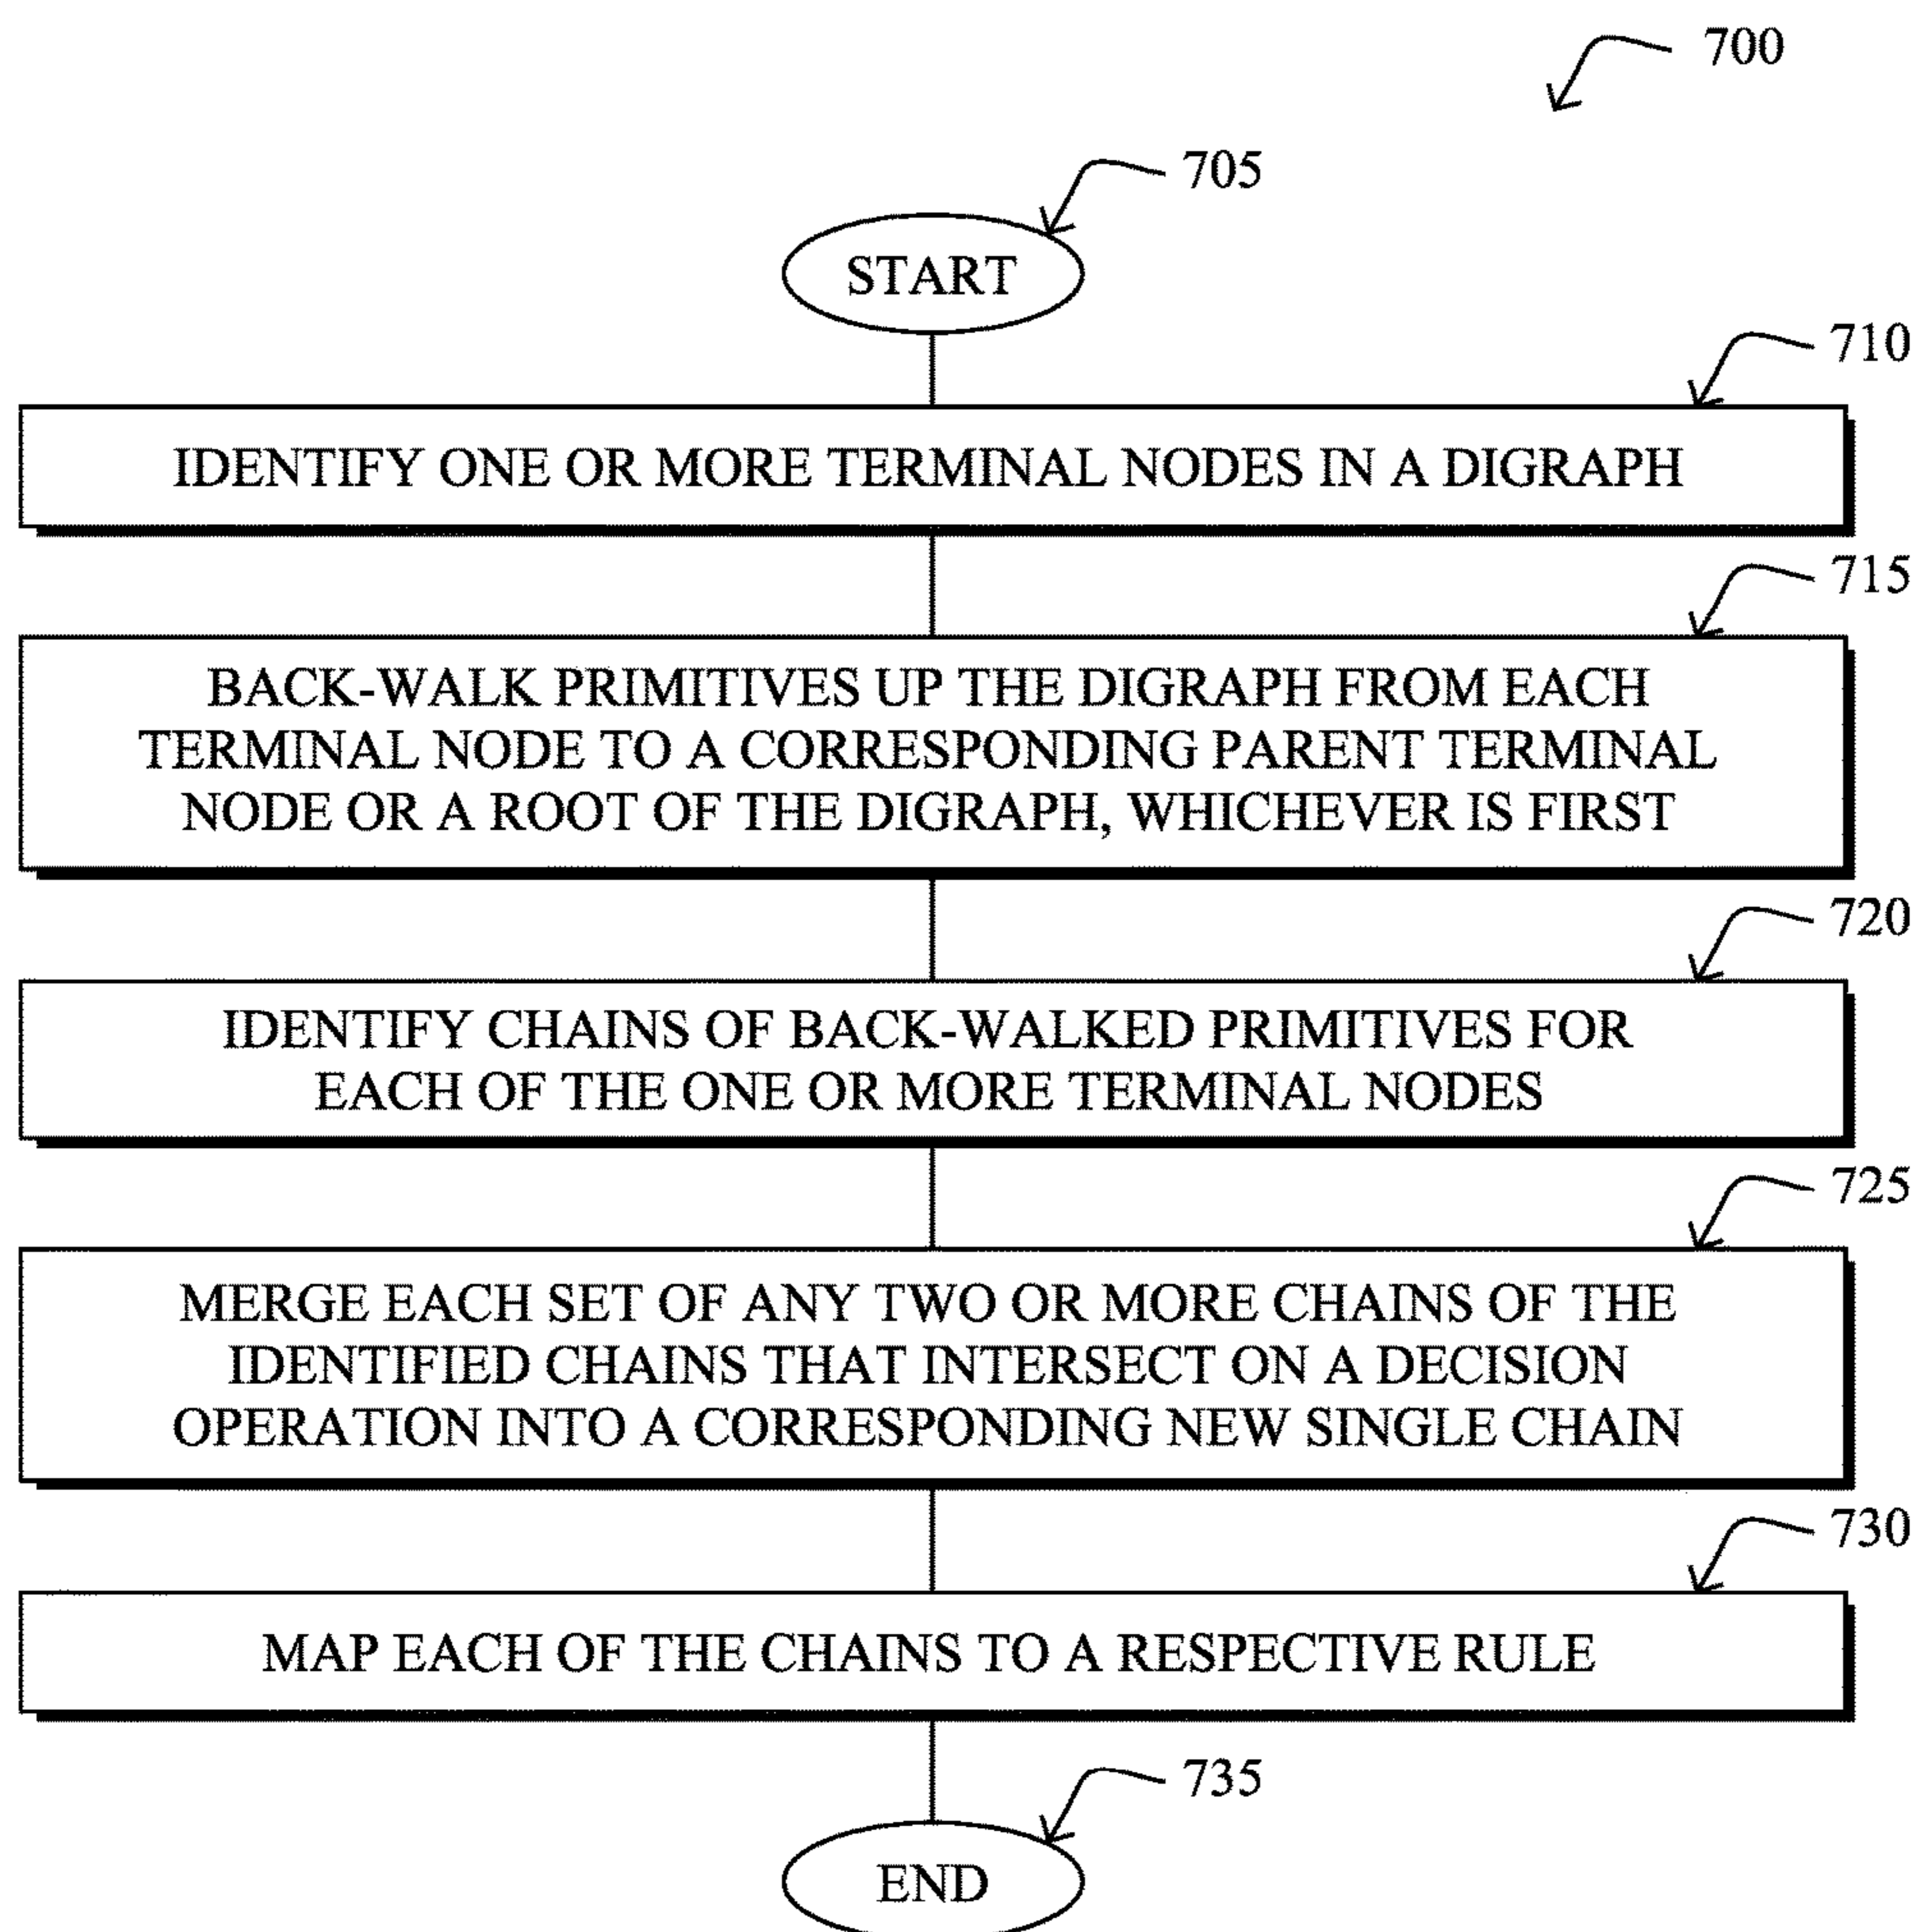 700
705
START
710
IDENTIFY ONE OR MORE TERMINAL NODES IN A DIGRAPH
715
BACK-WALK PRIMITIVES UP THE DIGRAPH FROM EACH
TERMINAL NODE TO A CORRESPONDING PARENT TERMINAL
NODE OR A ROOT OF THE DIGRAPH, WHICHEVER IS FIRST
720
IDENTIFY CHAINS OF BACK-WALKED PRIMITIVES FOR
EACH OF THE ONE OR MORE TERMINAL NODES
725
MERGE EACH SET OF ANY TWO OR MORE CHAINS OF THE
IDENTIFIED CHAINS THAT INTERSECT ON A DECISION
OPERATION INTO A CORRESPONDING NEW SINGLE CHAIN
730
MAP EACH OF THE CHAINS TO A RESPECTIVE RULE
735
END